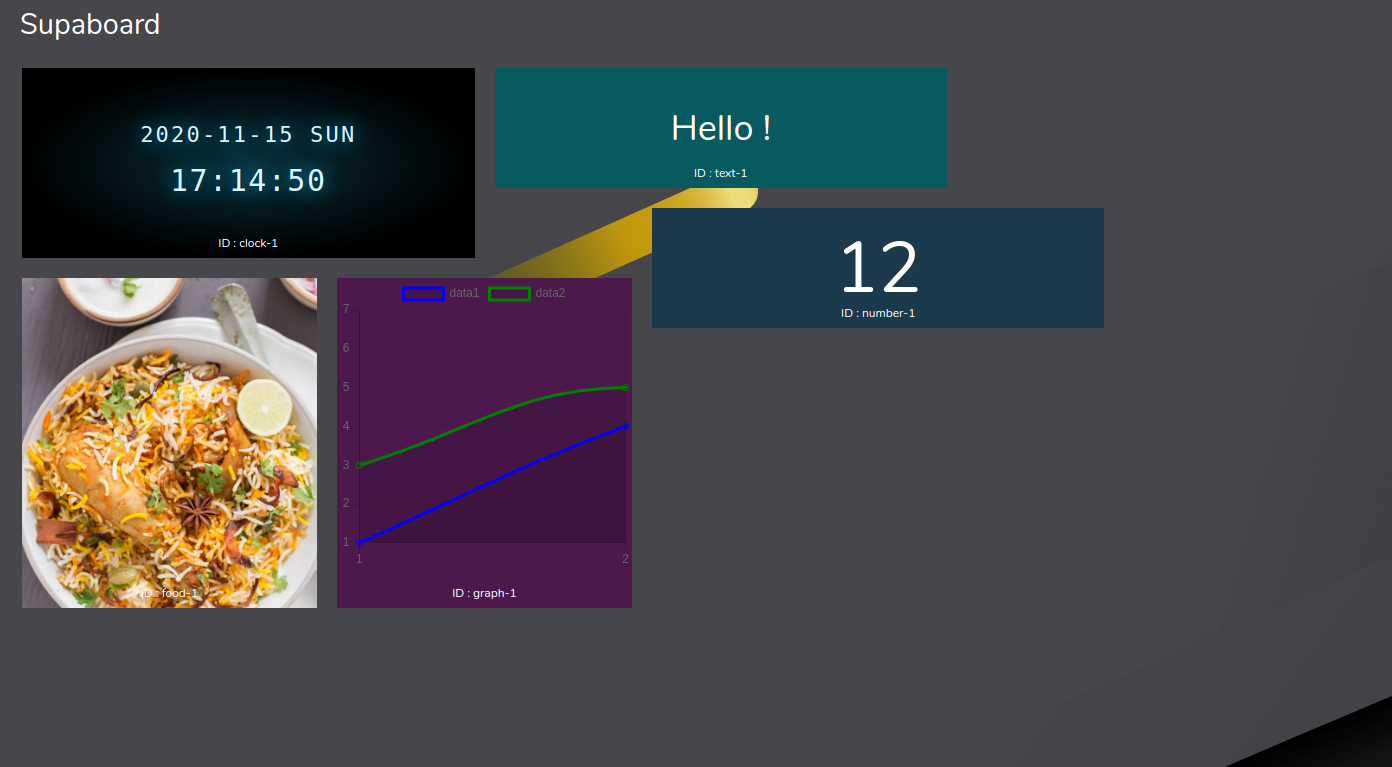 Supaboard
2020-11-15 SUN
17:14:50
ID : clock-1
Hello !
ID : text-1
12
ID : number-1
ID : food-1
data1 data2
7
6
5
4
3
2
1
1 2
ID : graph-1